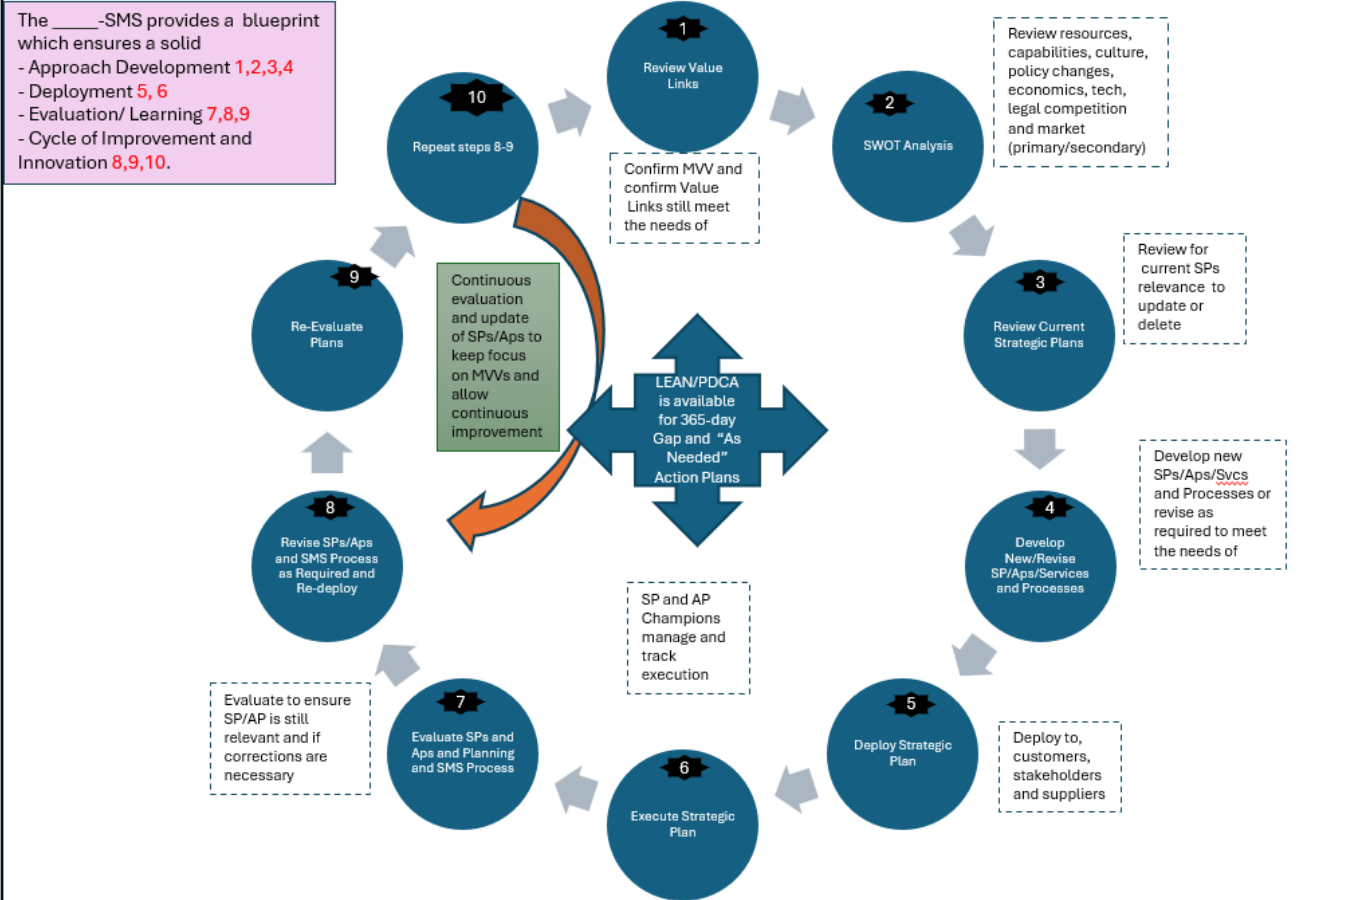 The _____-SMS provides a blueprint
which ensures a solid
- Approach Development 1,2,3,4
- Deployment 5, 6
- Evaluation/ Learning 7,8,9
- Cycle of Improvement and
Innovation 8,9,10.
1
Review Value
Links
Confirm MVV and
confirm Value
Links still meet
the needs of
2
SWOT Analysis
Review resources,
capabilities, culture,
policy changes,
economics, tech,
legal competition
and market
(primary/secondary)
3
Review Current
Strategic Plans
Review for
current SPs
relevance to
update or
delete
4
Develop
New/Revise
SP/Aps/Services
and Processes
Develop new
SPs/Aps/Svcs
and Processes or
revise as
required to meet
the needs of
5
Deploy Strategic
Plan
Deploy to,
customers,
stakeholders
and suppliers
6
Execute Strategic
Plan
SP and AP
Champions
manage and
track
execution
7
Evaluate SPs and
Aps and Planning
and SMS Process
Evaluate to ensure
SP/AP is still
relevant and if
corrections are
necessary
8
Revise SPs/Aps
and SMS Process
as Required and
Re-deploy
9
Re-Evaluate
Plans
10
Repeat steps 8-9
Continuous
evaluation
and update
of SPs/Aps to
keep focus
on MVVs and
allow
continuous
improvement
LEAN/PDCA
is available
for 365-day
Gap and “As
Needed”
Action Plans